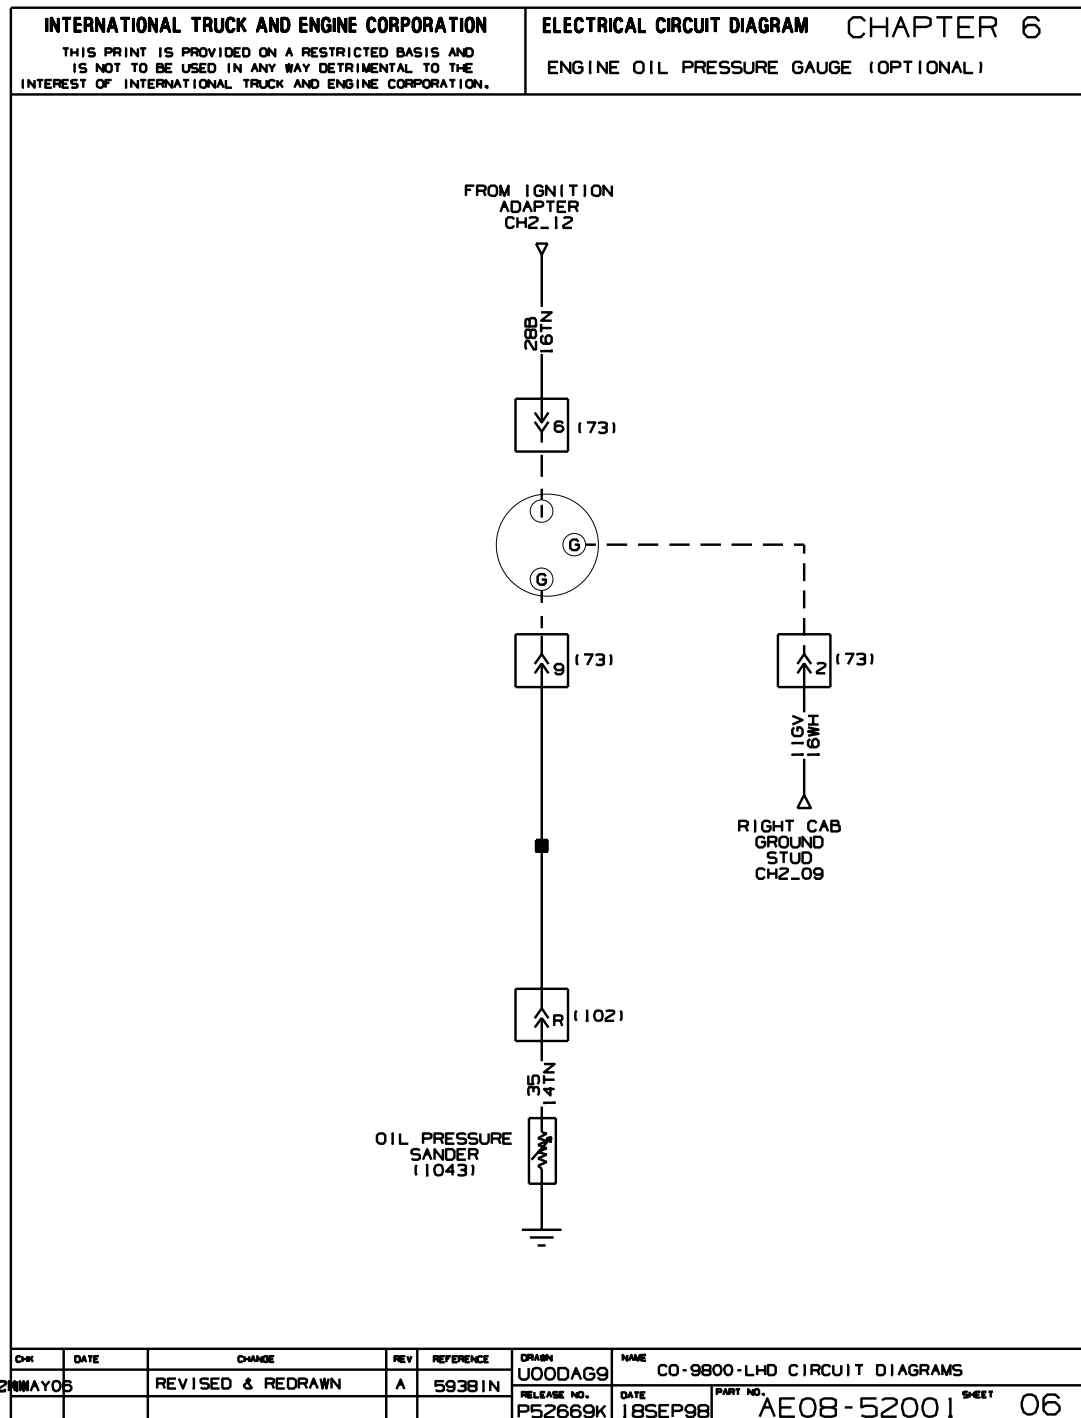 INTERNATIONAL TRUCK AND ENGINE CORPORATION
THIS PRINT IS PROVIDED ON A RESTRICTED BASIS AND
IS NOT TO BE USED IN ANY WAY DETRIMENTAL TO THE
INTEREST OF INTERNATIONAL TRUCK AND ENGINE CORPORATION.
ELECTRICAL CIRCUIT DIAGRAM CHAPTER 6
ENGINE OIL PRESSURE GAUGE (OPTIONAL)
FROM IGNITION
ADAPTER
CH2_12
28B
16TN
6 (73)
I
G
G
9 (73)
2 (73)
11GV
16WH
RIGHT CAB
GROUND
STUD
CH2_09
R (102)
35
14TN
OIL PRESSURE
SANDER
(1043)
CHK DATE CHANGE REV REFERENCE
REVISED & REDRAWN A 59381N
DRAWN
U00DAG9
NAME
CO-9800-LHD CIRCUIT DIAGRAMS
RELEASE NO.
P52669K
DATE
18SEP98
PART NO.
AE08-52001
SHEET
06